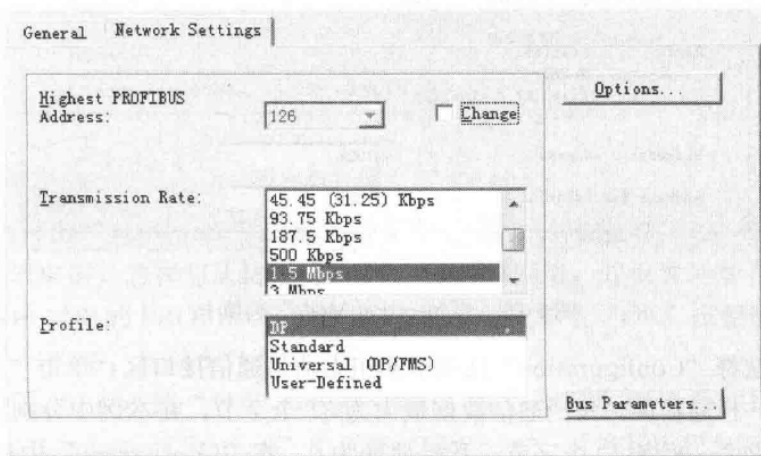 General
Network Settings
Highest PROFIBUS
Address:
126
Change
Options...
Transmission Rate:
45.45 (31.25) Kbps
93.75 Kbps
187.5 Kbps
500 Kbps
1.5 Mbps
3 Mbps
Profile:
DP
Standard
Universal (DP/FMS)
User-Defined
Bus Parameters..